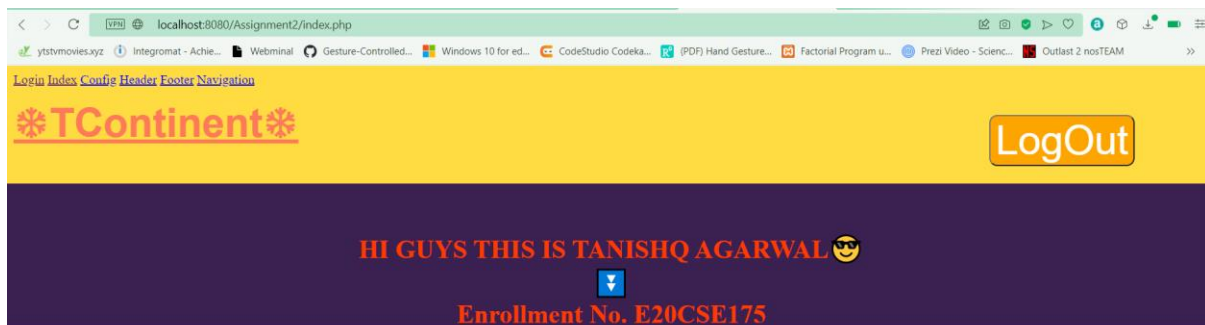 VPN localhost:8080/Assignment2/index.php
ytstvmovies.xyz Integromat - Achie... Webminal Gesture-Controlled... Windows 10 for ed... CodeStudio Codeka... (PDF) Hand Gesture... Factorial Program u... Prezi Video - Scienc... Outlast 2 nosTEAM >>
Login Index Config Header Footer Navigation
❄TContinent❄
LogOut
HI GUYS THIS IS TANISHQ AGARWAL😎
⏬
Enrollment No. E20CSE175